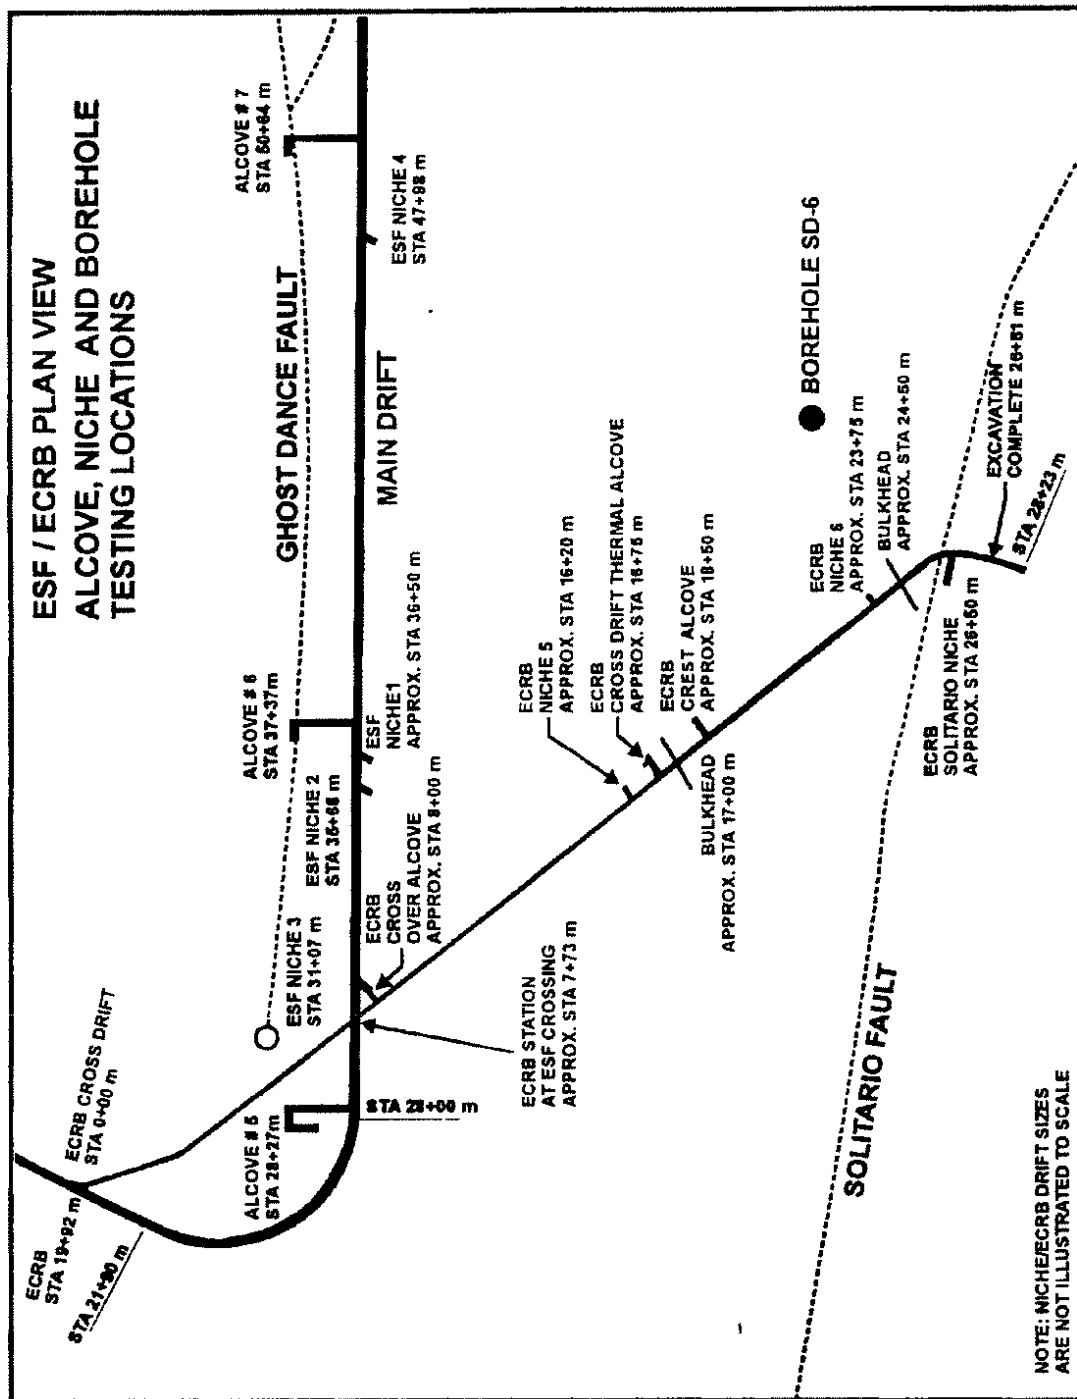 ESF / ECRB PLAN VIEW
ALCOVE, NICHE AND BOREHOLE
TESTING LOCATIONS
ECRB
STA 19+92 m
STA 21+90 m
ECRB CROSS DRIFT
STA 0+00 m
ALCOVE # 5
STA 28+27m
STA 28+00 m
ESF NICHE 3
STA 31+07 m
ESF NICHE 2
STA 35+66 m
ALCOVE # 6
STA 37+37m
GHOST DANCE FAULT
ALCOVE # 7
STA 50+64 m
ECRB
CROSS
OVER ALCOVE
APPROX. STA 8+00 m
ESF
NICHE1
APPROX. STA 36+50 m
MAIN DRIFT
ESF NICHE 4
STA 47+88 m
ECRB STATION
AT ESF CROSSING
APPROX. STA 7+73 m
ECRB
NICHE 5
APPROX. STA 16+20 m
ECRB
CROSS DRIFT THERMAL ALCOVE
APPROX. STA 16+75 m
ECRB
CREST ALCOVE
APPROX. STA 18+50 m
BULKHEAD
APPROX. STA 17+00 m
BOREHOLE SD-6
ECRB
NICHE 6
APPROX. STA 23+75 m
BULKHEAD
APPROX. STA 24+50 m
SOLITARIO FAULT
ECRB
SOLITARIO NICHE
APPROX. STA 26+50 m
EXCAVATION
COMPLETE 26+81 m
STA 28+23 m
NOTE: NICHE/ECRB DRIFT SIZES
ARE NOT ILLUSTRATED TO SCALE